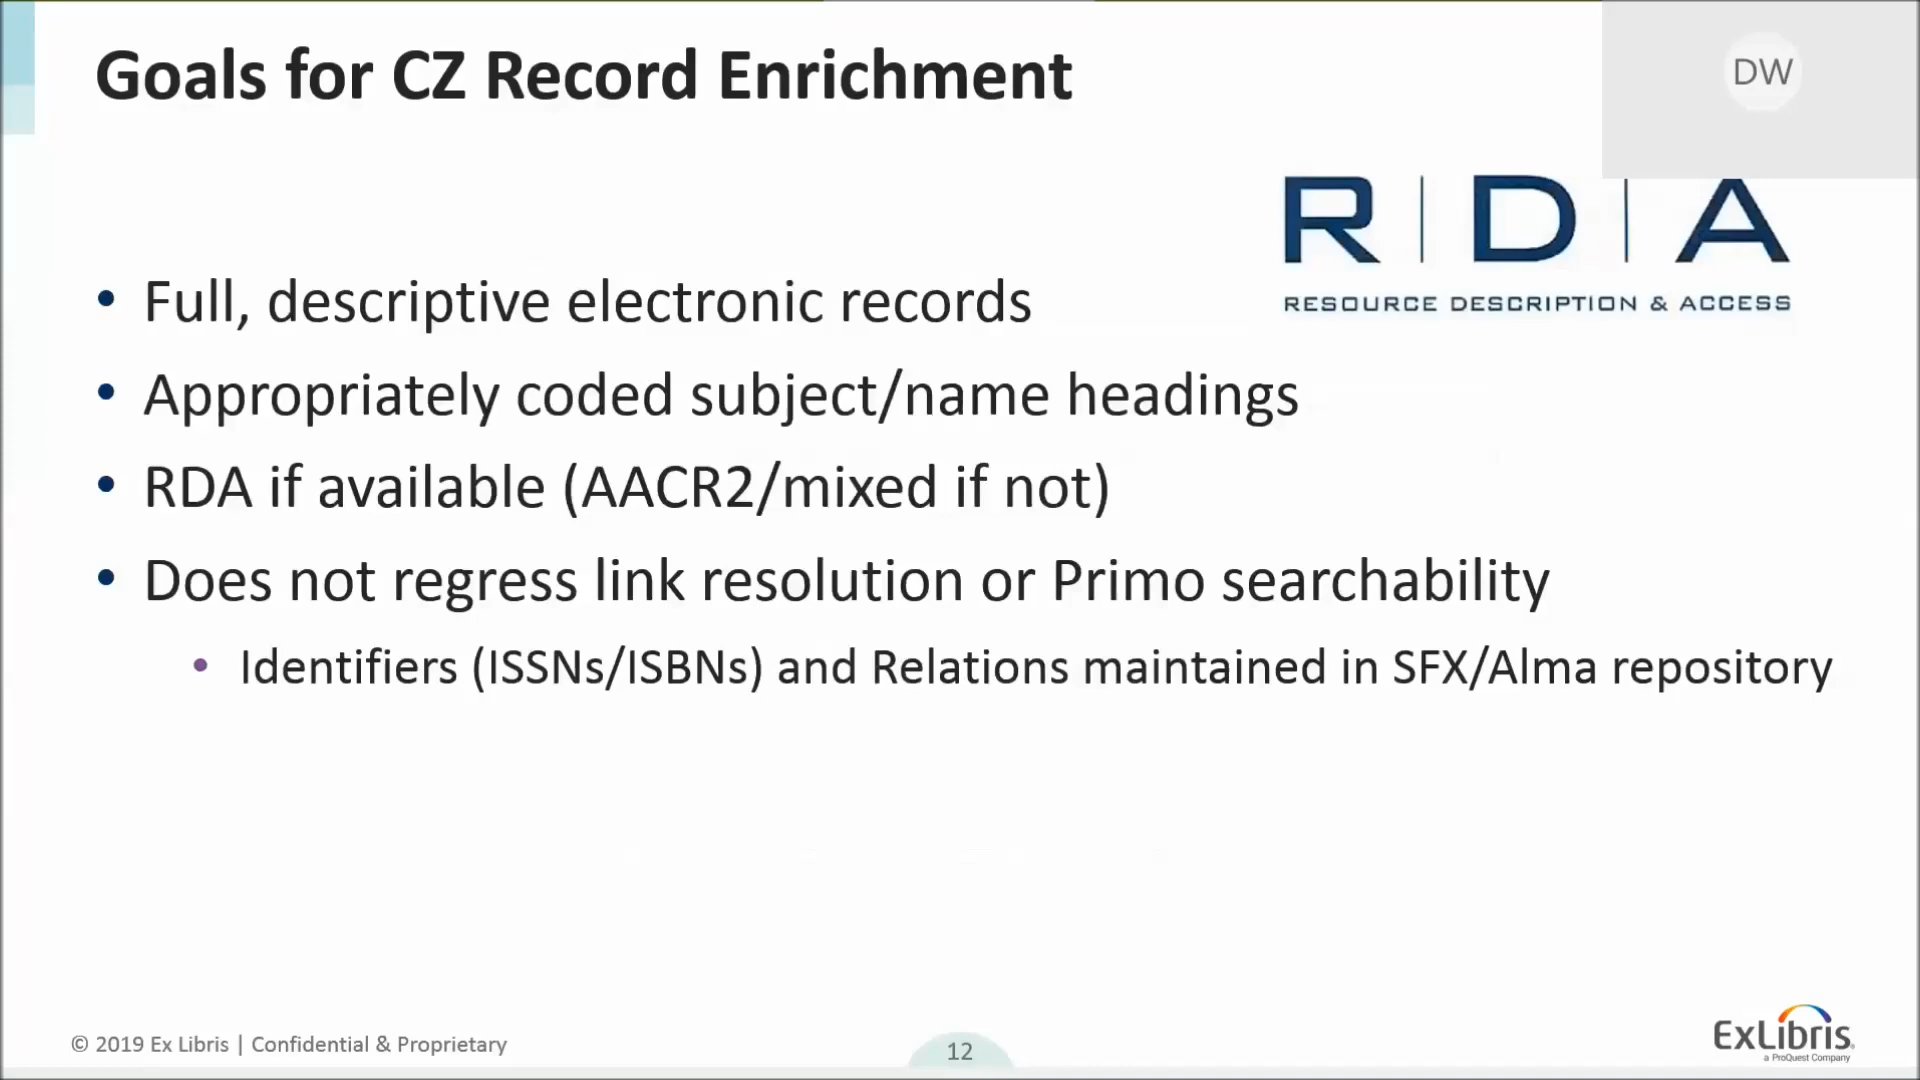 Goals for CZ Record Enrichment
DW
R|D|A
RESOURCE DESCRIPTION & ACCESS
• Full, descriptive electronic records
• Appropriately coded subject/name headings
• RDA if available (AACR2/mixed if not)
• Does not regress link resolution or Primo searchability
• Identifiers (ISSNs/ISBNs) and Relations maintained in SFX/Alma repository
© 2019 Ex Libris | Confidential & Proprietary
12
ExLibris
a ProQuest Company